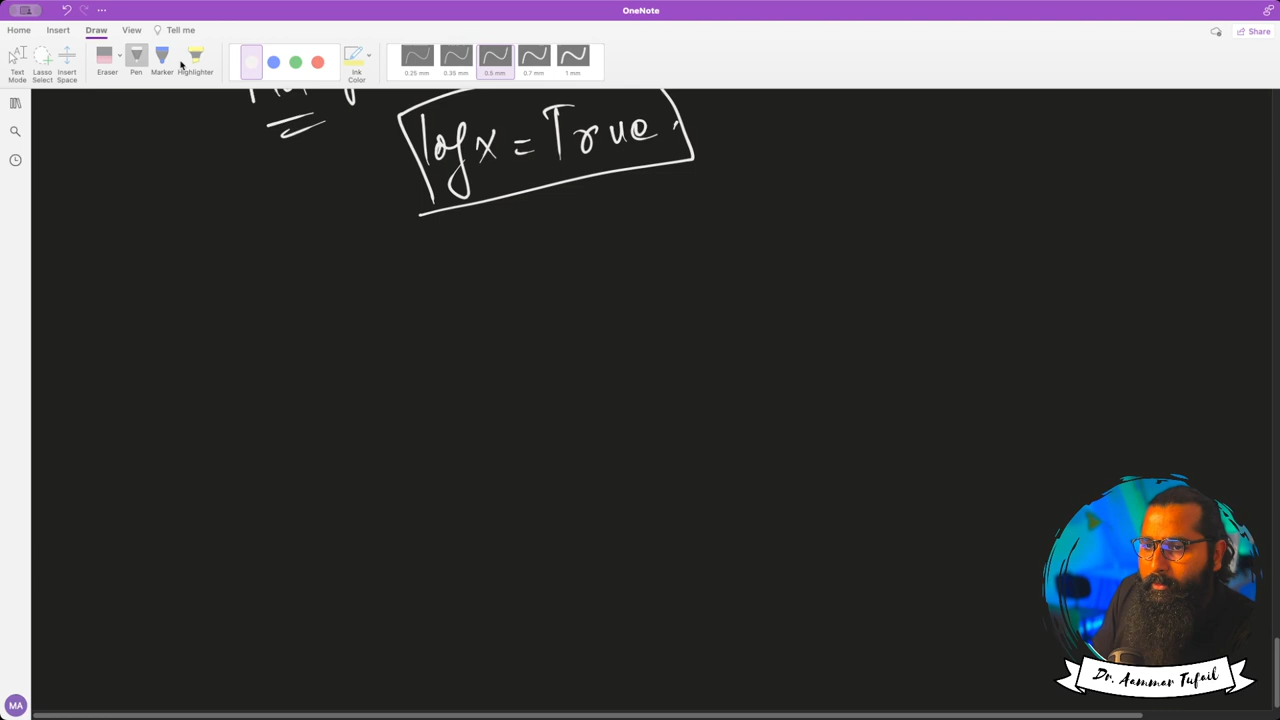 OneNote
Home Insert Draw View Tell me
Share
Text Mode
Lasso Select
Insert Space
Eraser
Pen
Marker
Highlighter
Ink Color
0.25 mm
0.35 mm
0.5 mm
0.7 mm
1 mm
log x = True
MA
Dr. Aammar Tufail